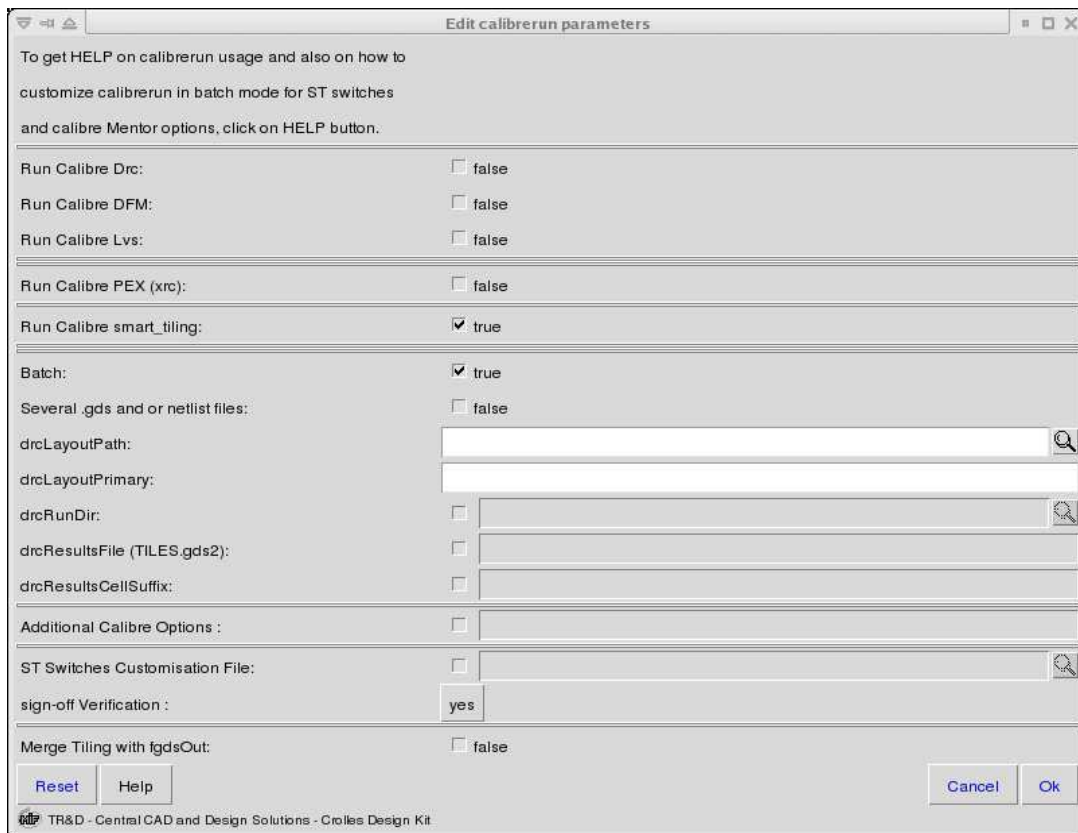 Edit calibrerun parameters
To get HELP on calibrerun usage and also on how to
customize calibrerun in batch mode for ST switches
and calibre Mentor options, click on HELP button.
Run Calibre Drc: false
Run Calibre DFM: false
Run Calibre Lvs: false
Run Calibre PEX (xrc): false
Run Calibre smart_tiling: true
Batch: true
Several .gds and or netlist files: false
drcLayoutPath:
drcLayoutPrimary:
drcRunDir:
drcResultsFile (TILES.gds2):
drcResultsCellSuffix:
Additional Calibre Options :
ST Switches Customisation File:
sign-off Verification : yes
Merge Tiling with fgdsOut: false
Reset Help Cancel Ok
TR&D - Central CAD and Design Solutions - Crolles Design Kit